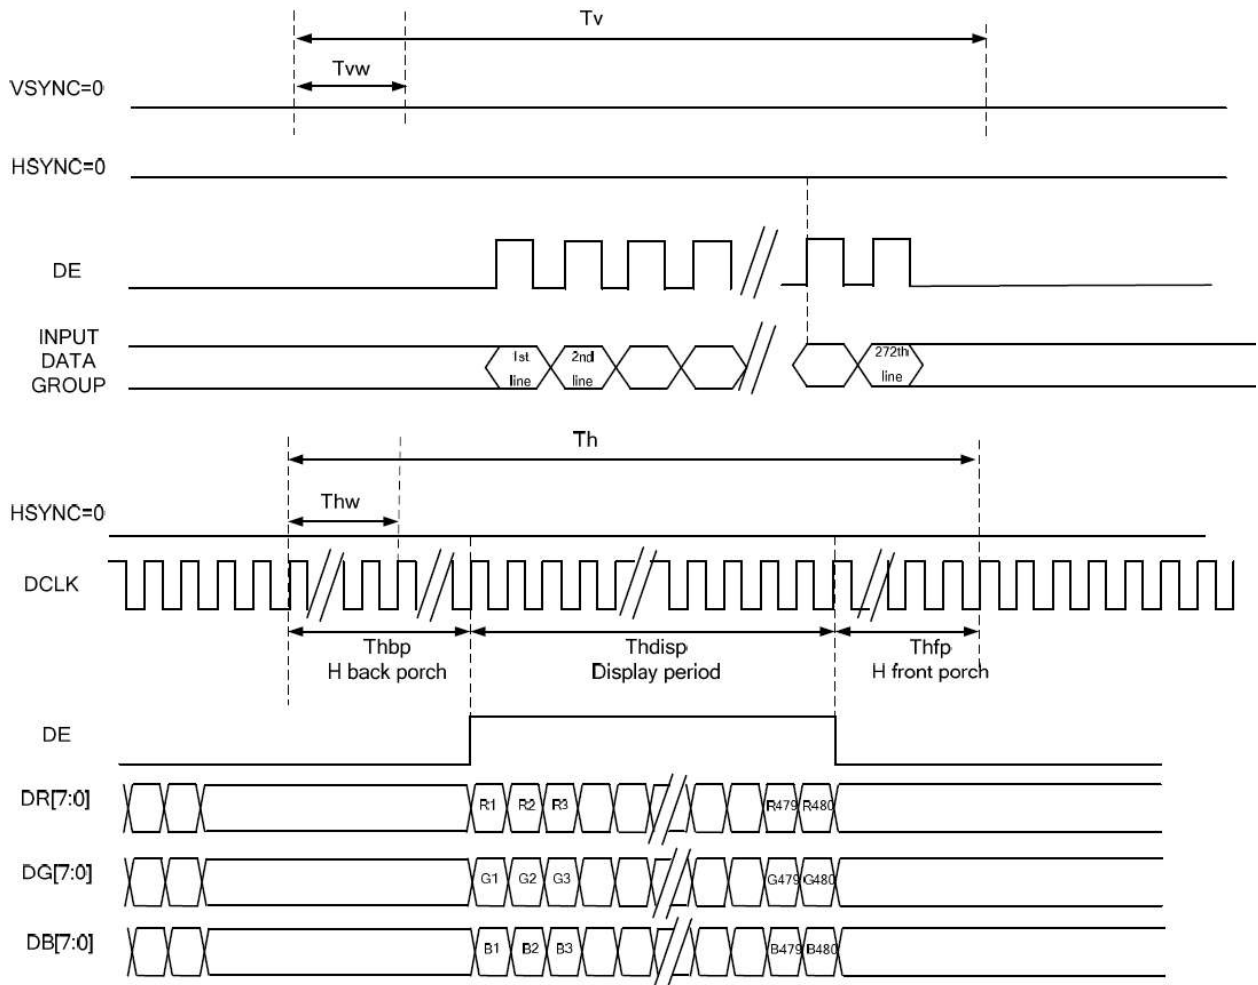 Tv
Tvw
VSYNC=0
HSYNC=0
DE
INPUT
DATA
GROUP
1st
line
2nd
line
272th
line
Th
Thw
HSYNC=0
DCLK
Thbp
H back porch
Thdisp
Display period
Thfp
H front porch
DE
DR[7:0]
R1 R2 R3 R479 R480
DG[7:0]
G1 G2 G3 G479 G480
DB[7:0]
B1 B2 B3 B479 B480